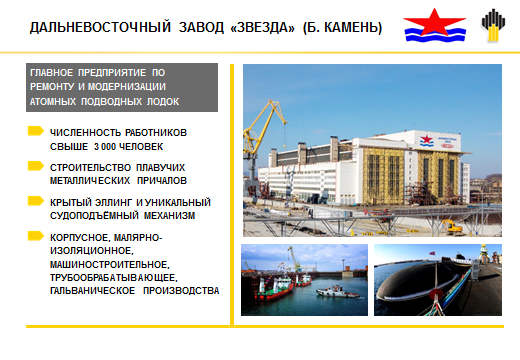 ДАЛЬНЕВОСТОЧНЫЙ ЗАВОД «ЗВЕЗДА» (Б. КАМЕНЬ)
ГЛАВНОЕ ПРЕДПРИЯТИЕ ПО
РЕМОНТУ И МОДЕРНИЗАЦИИ
АТОМНЫХ ПОДВОДНЫХ ЛОДОК
ЧИСЛЕННОСТЬ РАБОТНИКОВ
СВЫШЕ 3 000 ЧЕЛОВЕК
СТРОИТЕЛЬСТВО ПЛАВУЧИХ
МЕТАЛЛИЧЕСКИХ ПРИЧАЛОВ
КРЫТЫЙ ЭЛЛИНГ И УНИКАЛЬНЫЙ
СУДОПОДЪЁМНЫЙ МЕХАНИЗМ
КОРПУСНОЕ, МАЛЯРНО-
ИЗОЛЯЦИОННОЕ,
МАШИНОСТРОИТЕЛЬНОЕ,
ТРУБООБРАБАТЫВАЮЩЕЕ,
ГАЛЬВАНИЧЕСКОЕ ПРОИЗВОДСТВА